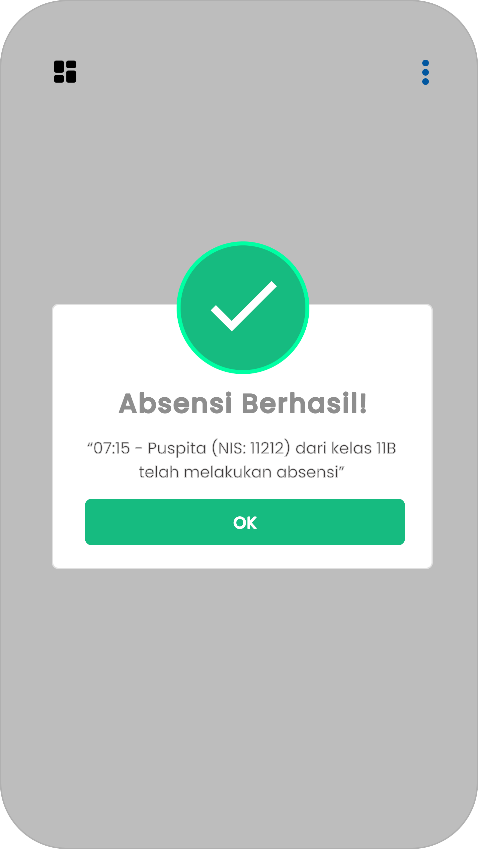 Absensi Berhasil!
“07:15 - Puspita (NIS: 11212) dari kelas 11B
telah melakukan absensi”
OK